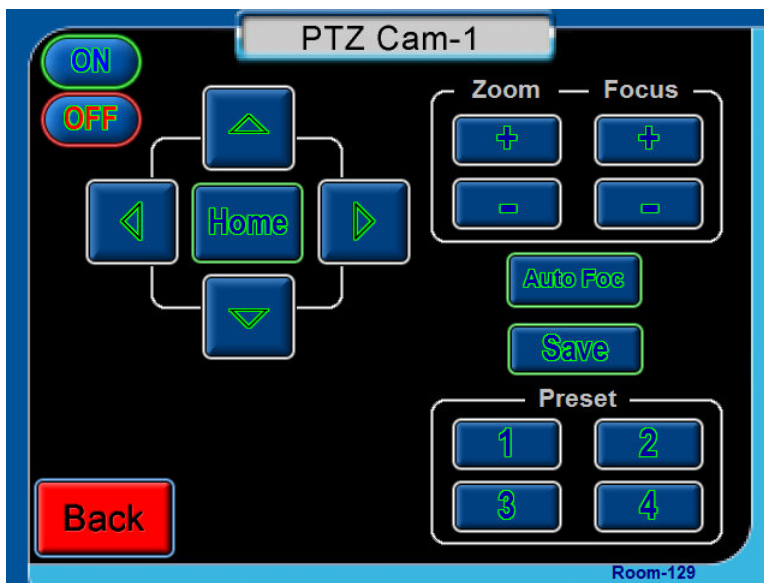 PTZ Cam-1
ON
OFF
Zoom Focus
+ +
Home
- -
Auto Foc
Save
Preset
1 2
3 4
Back
Room-129